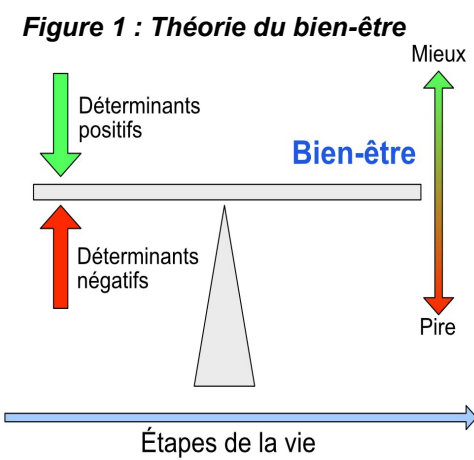 Figure 1 : Théorie du bien-être
Mieux
Déterminants
positifs
Bien-être
Déterminants
négatifs
Pire
Étapes de la vie